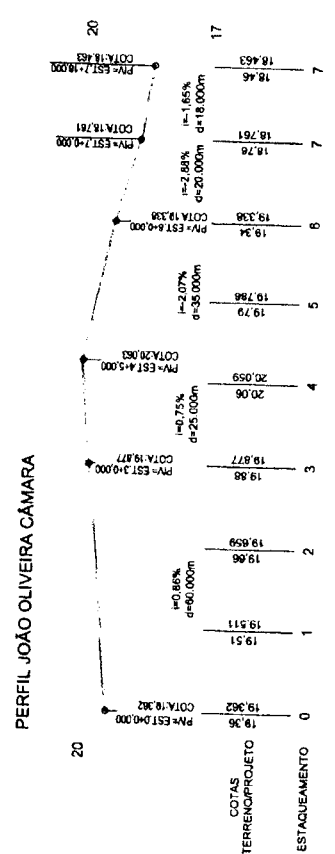 PERFIL JOÃO OLIVEIRA CÂMARA
20
20
17
PIV= EST.0+0,000
COTA:19,362
PIV= EST.3+0,000
COTA:19,877
PIV= EST.4+5,000
COTA:20,063
PIV= EST.6+0,000
COTA:19,338
PIV= EST.7+0,000
COTA:18,761
PIV= EST.7+18,000
COTA:18,463
i=0,86%
d=60.000m
i=0,75%
d=25.000m
i=-2,07%
d=35.000m
i=-2,88%
d=20.000m
i=-1,65%
d=18.000m
COTAS
TERRENO/PROJETO
19,36
19,362
19,51
19,511
19,66
19,659
19,88
19,877
20,06
20,059
19,79
19,786
19,34
19,338
18,76
18,761
18,46
18,463
ESTAQUEAMENTO
0
1
2
3
4
5
6
7
7